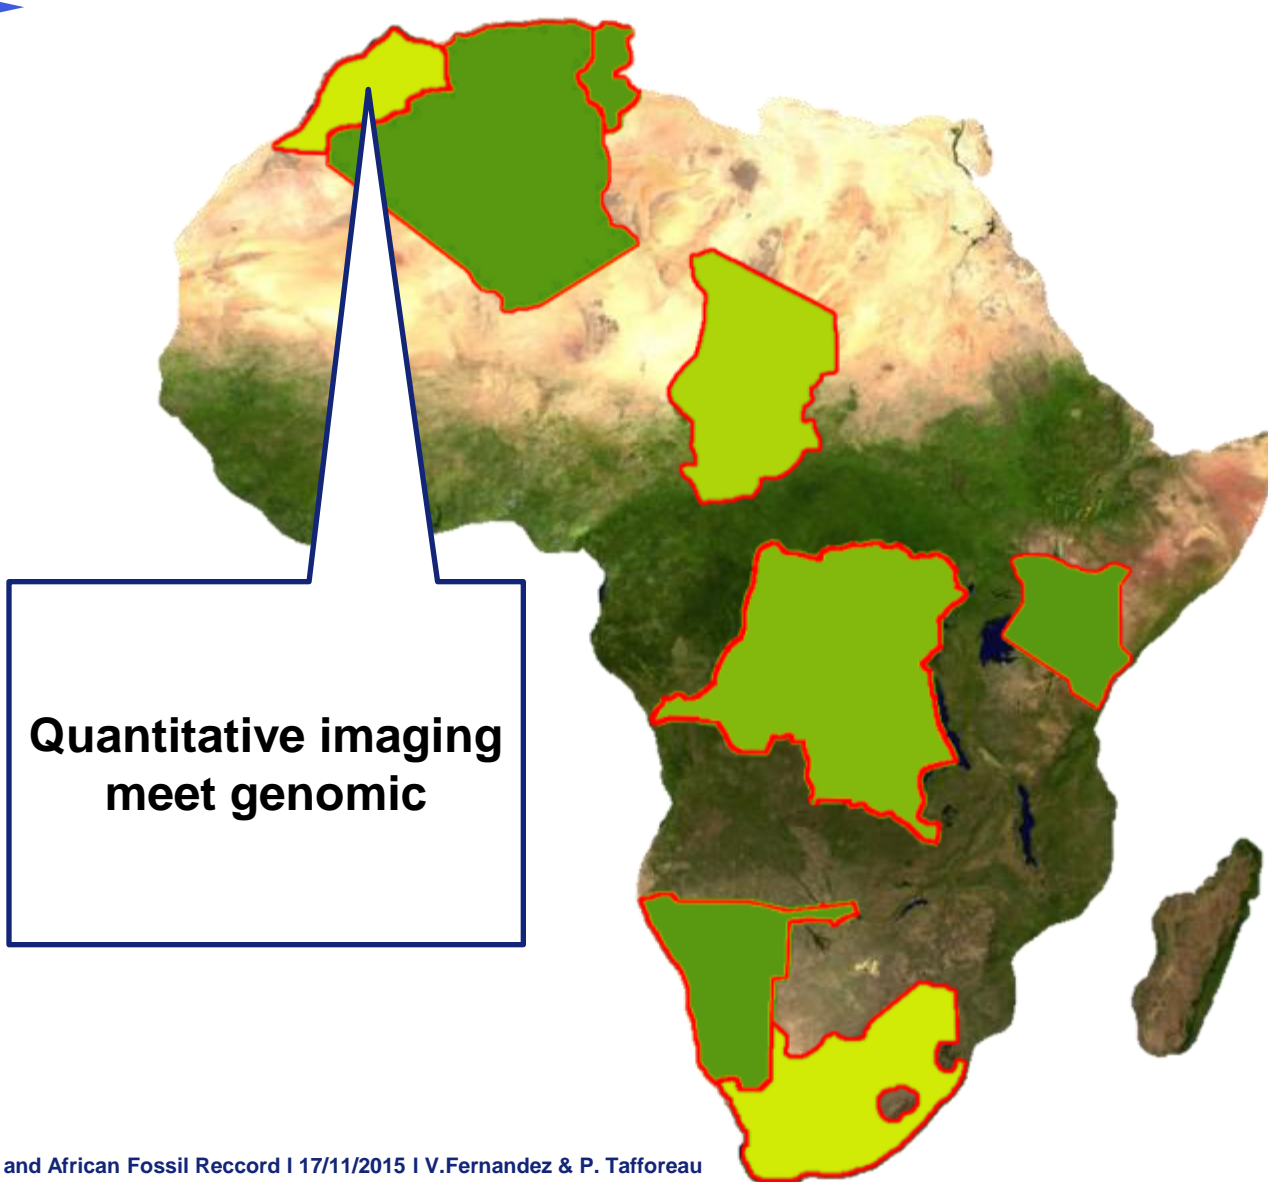 Quantitative imaging
meet genomic
and African Fossil Reccord I 17/11/2015 I V.Fernandez & P. Tafforeau